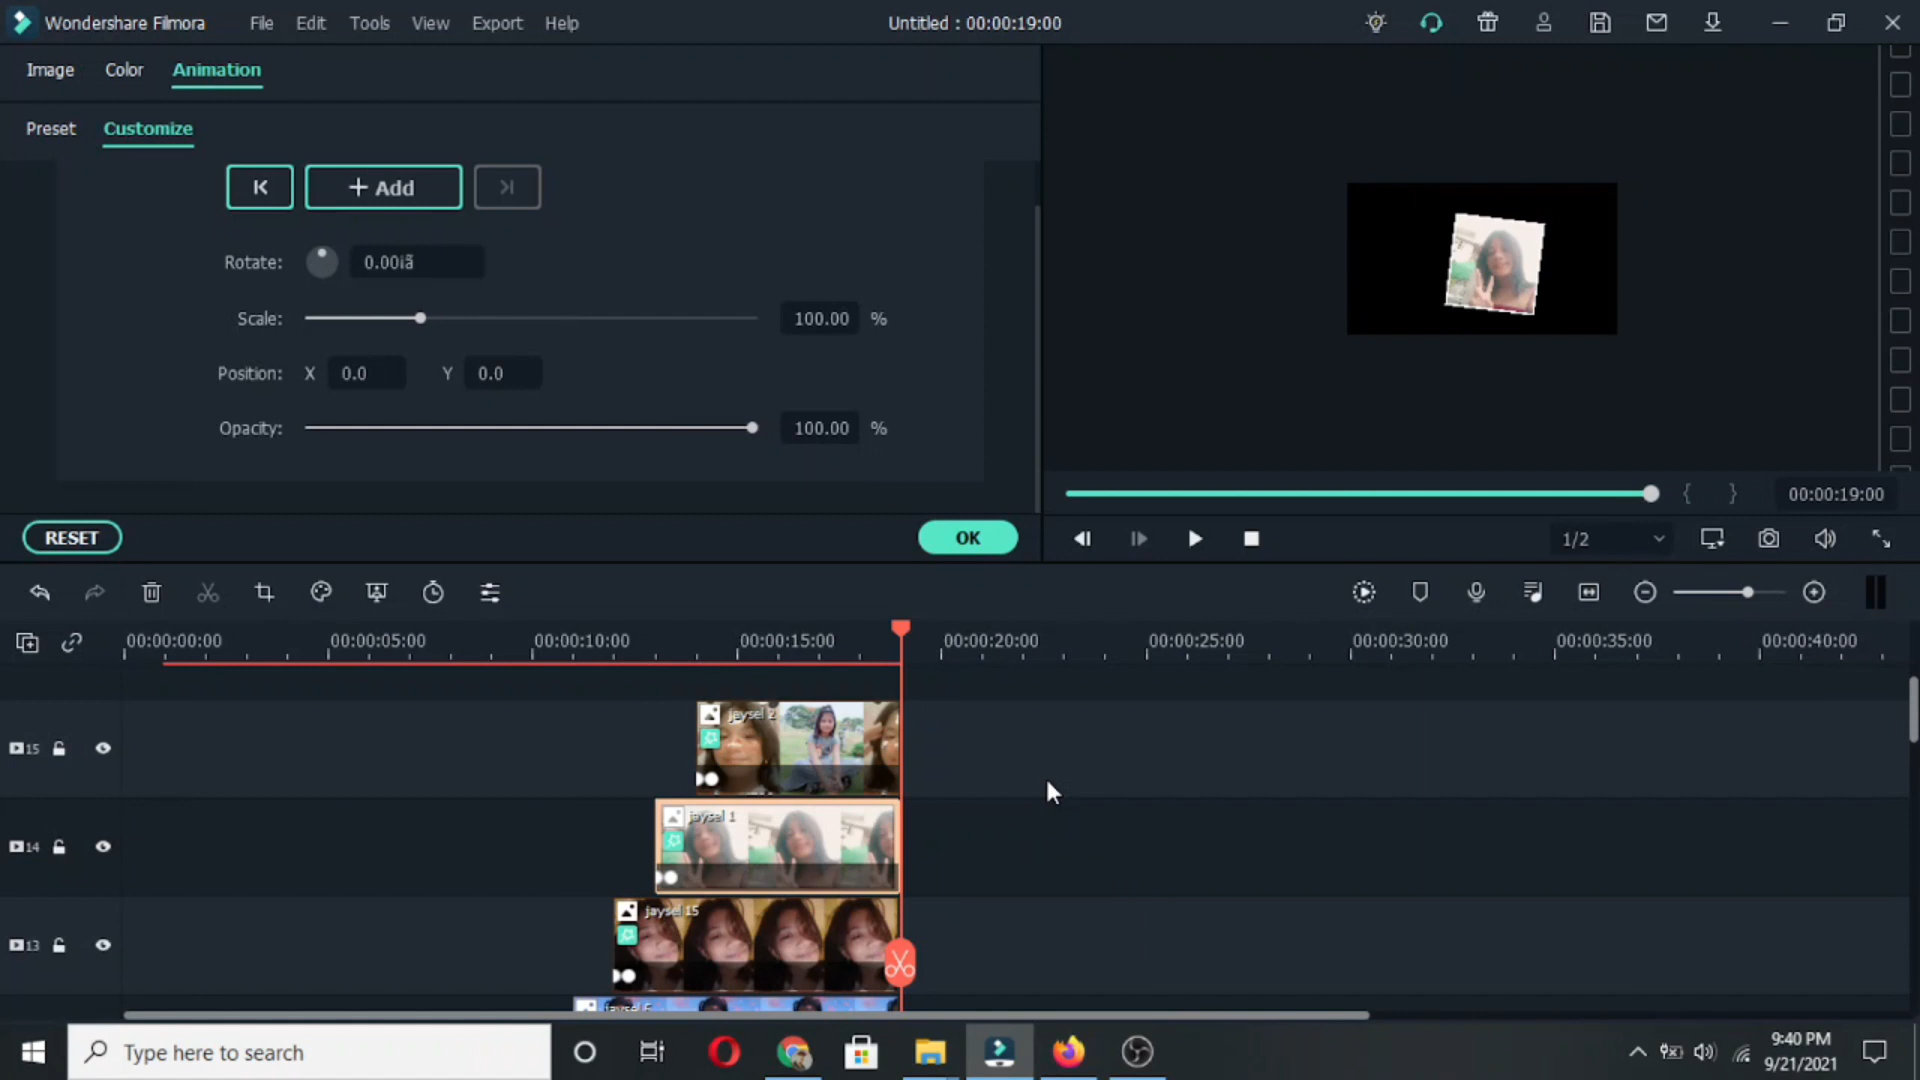 Wondershare Filmora File Edit Tools View Export Help Untitled : 00:00:19:00
Image Color Animation
Preset Customize
+ Add
Rotate: 0.00iã
Scale: 100.00 %
Position: X 0.0 Y 0.0
Opacity: 100.00 %
00:00:19:00
RESET OK
1/2
00:00:00:00 00:00:05:00 00:00:10:00 00:00:15:00 00:00:20:00 00:00:25:00 00:00:30:00 00:00:35:00 00:00:40:00
15 jaysel 2
14 jaysel 1
13 jaysel 15
Type here to search
9:40 PM
9/21/2021